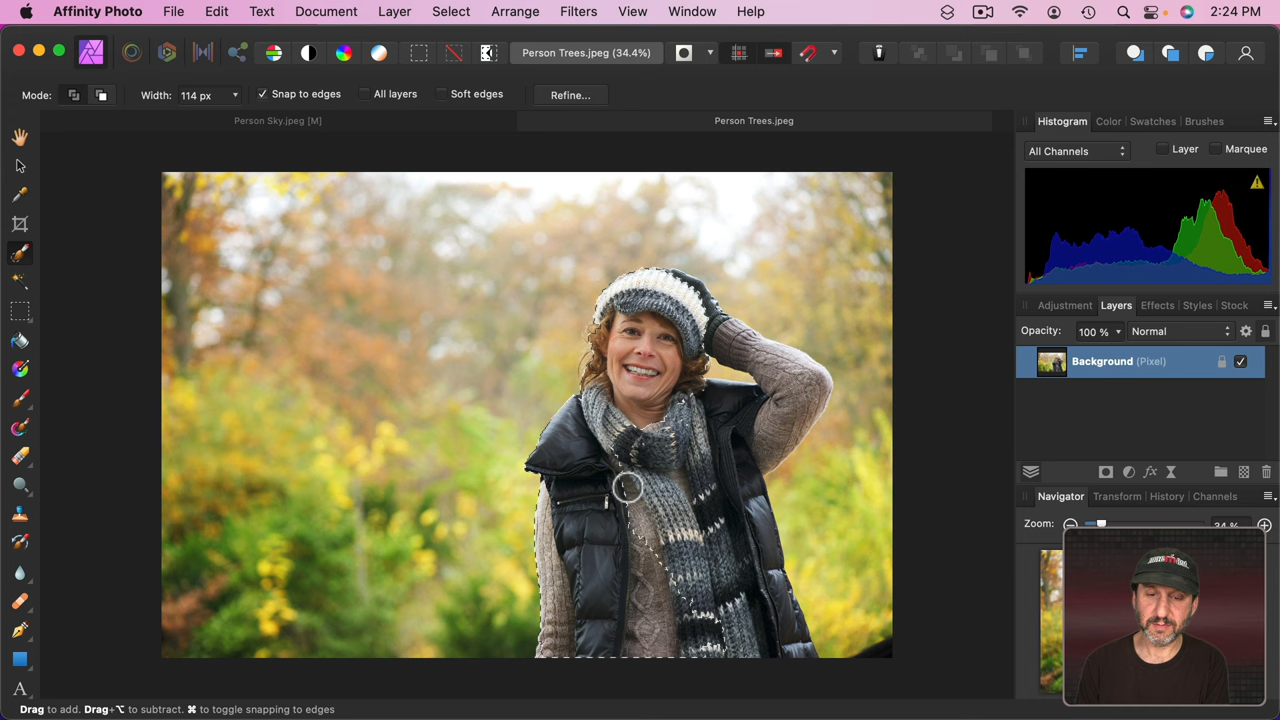 Affinity Photo File Edit Text Document Layer Select Arrange Filters View Window Help 2:24 PM
Person Trees.jpeg (34.4%)
Mode: Width: 114 px Snap to edges All layers Soft edges Refine...
Person Sky.jpeg [M] Person Trees.jpeg
Histogram Color Swatches Brushes
All Channels Layer Marquee
Adjustment Layers Effects Styles Stock
Opacity: 100 % Normal
Background (Pixel)
Navigator Transform History Channels
Zoom: 34 %
A
Drag to add. Drag+⌥ to subtract. ⌘ to toggle snapping to edges